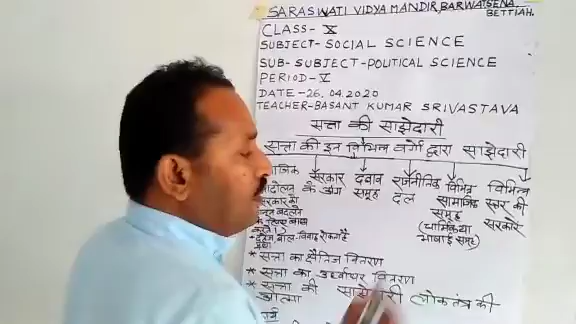 SARASWATI VIDYA MANDIR, BARWATSENA,
BETTIAH.
CLASS- X
SUBJECT- SOCIAL SCIENCE
SUB- SUBJECT- POLITICAL SCIENCE
PERIOD- V
DATE- 26.04.2020
TEACHER- BASANT KUMAR SRIVASTAVA
सत्ता की साझेदारी
सत्ता की इन विभिन्न वर्गो द्वारा साझेदारी
सरकार दबाव राजनीतिक विभिन्न विभिन्न
के अंग समूह दल सामाजिक स्तर की
समूह सरकारें
(धार्मिक या
भाषाई समूह)
* सत्ता का क्षैतिज वितरण
* सत्ता का उर्ध्वाधर वितरण
* सत्ता की साझेदारी लोकतंत्र की
आत्मा